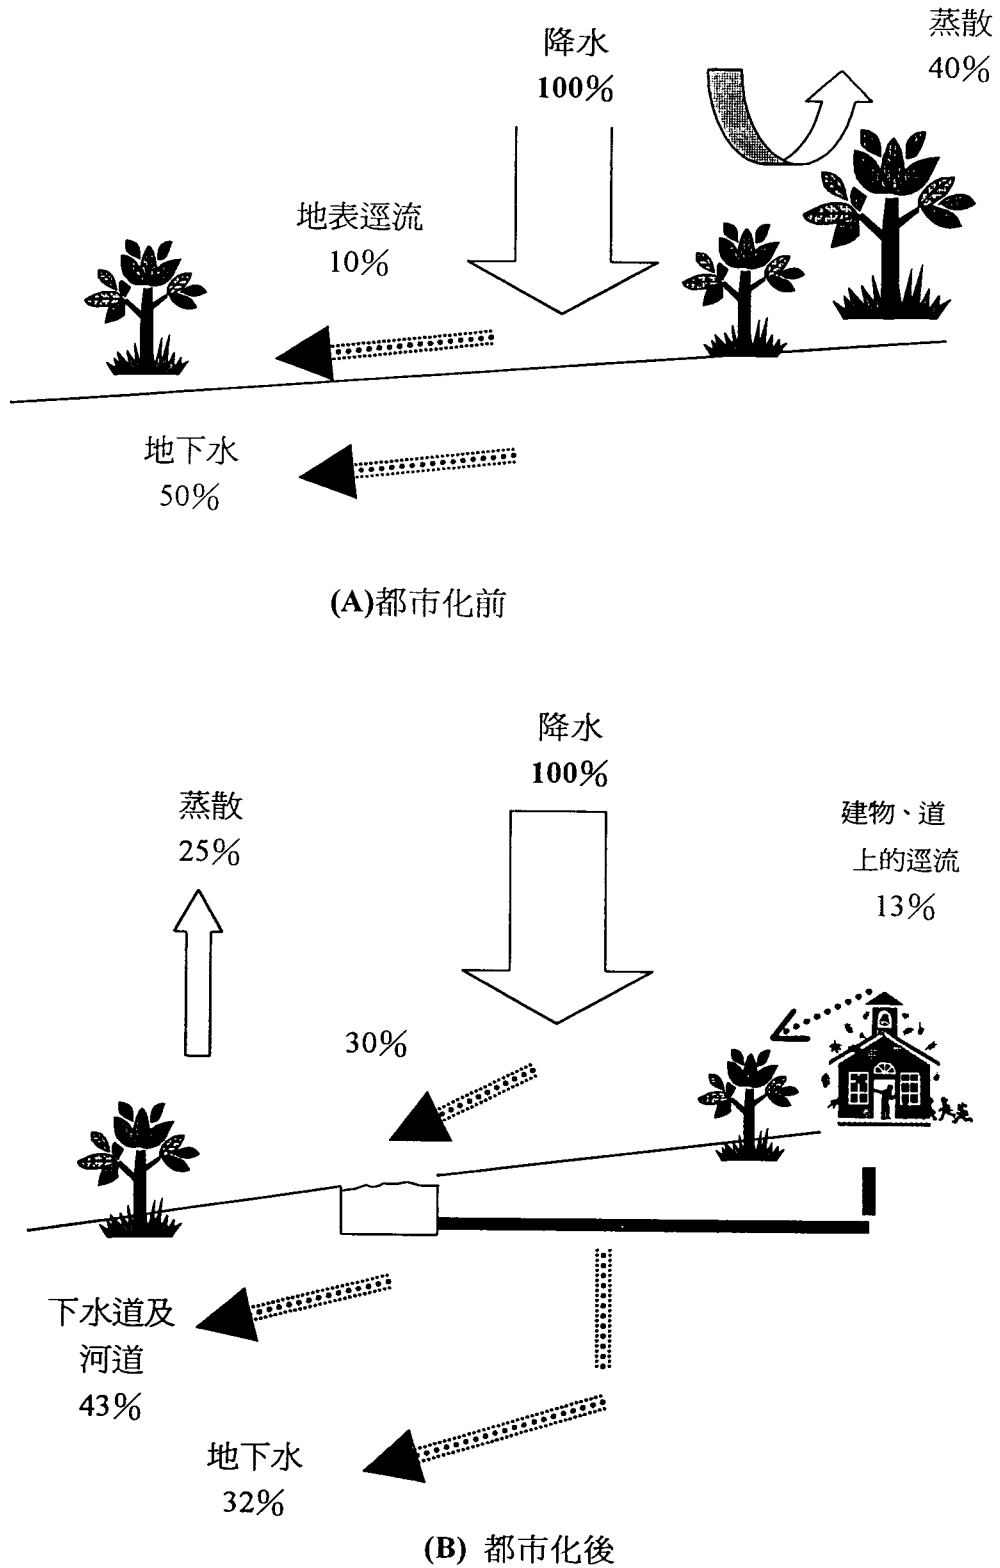 降水
100%
蒸散
40%
地表逕流
10%
地下水
50%
(A)都市化前
降水
100%
蒸散
25%
建物、道
上的逕流
13%
30%
下水道及
河道
43%
地下水
32%
(B) 都市化後